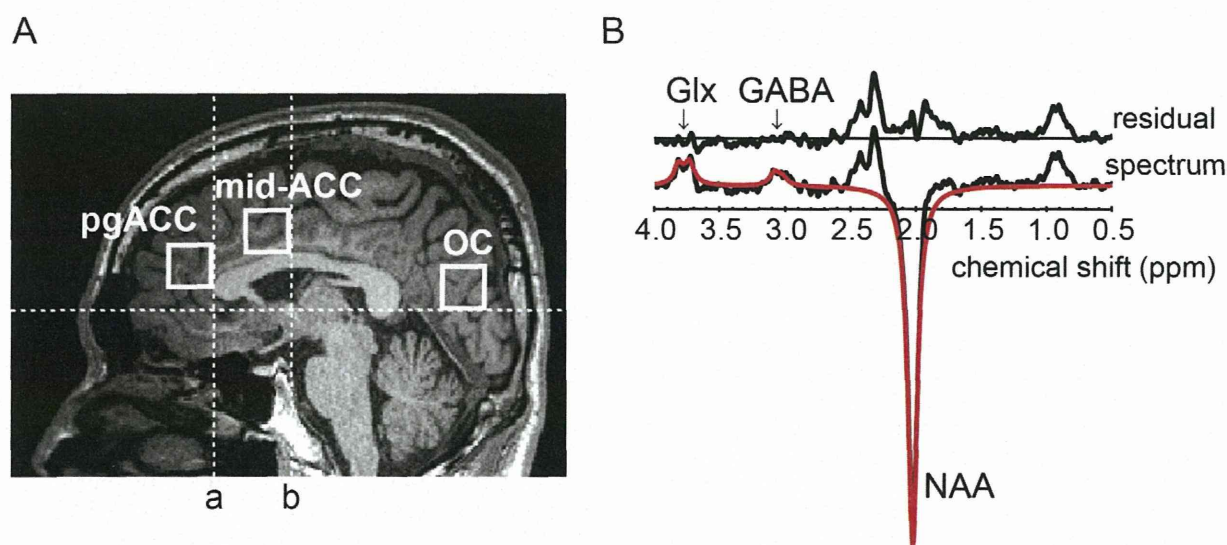 A
pgACC
mid-ACC
OC
a
b
B
Glx
GABA
residual
spectrum
4.0 3.5 3.0 2.5 2.0 1.5 1.0 0.5
chemical shift (ppm)
NAA